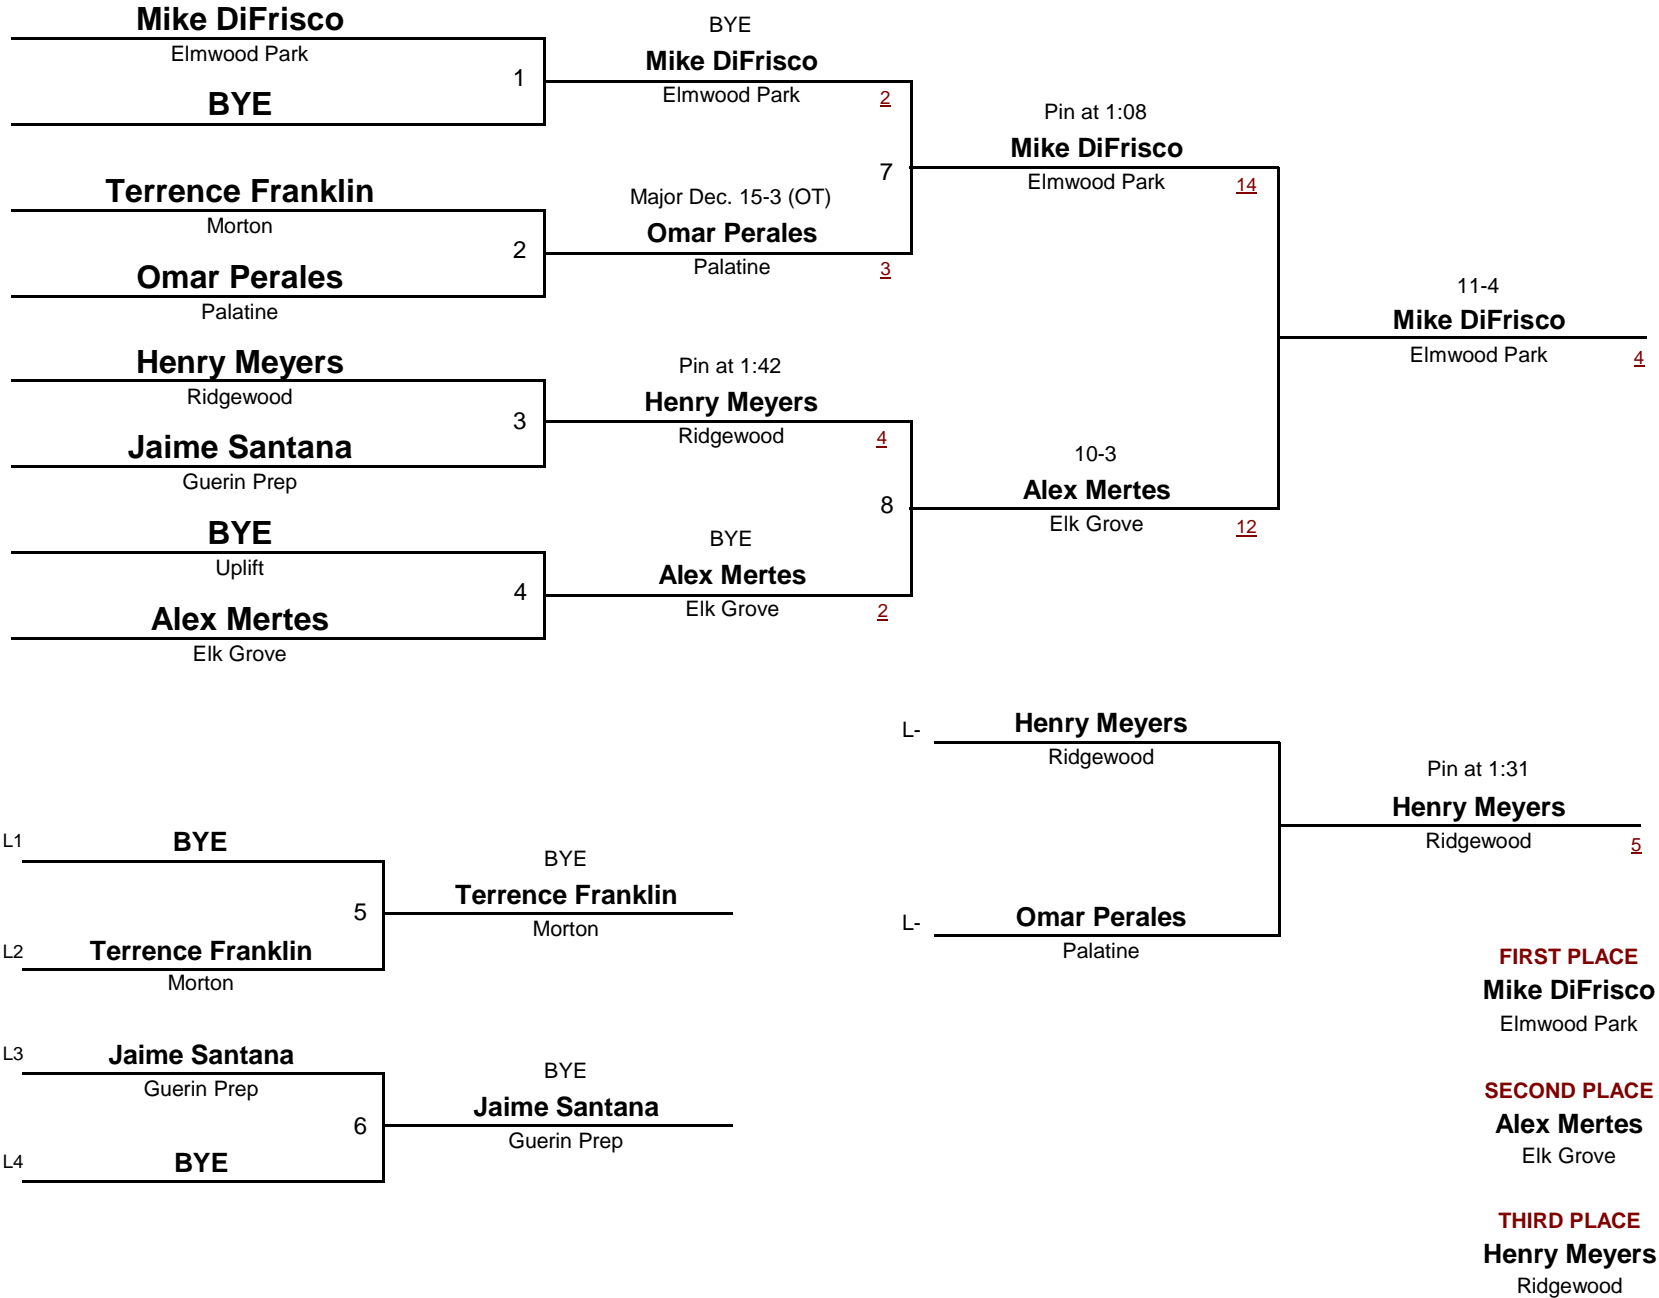 Mike DiFrisco
Elmwood Park
1
BYE
BYE
Mike DiFrisco
Elmwood Park
2
Terrence Franklin
Morton
2
Omar Perales
Palatine
Major Dec. 15-3 (OT)
Omar Perales
Palatine
3
7
Pin at 1:08
Mike DiFrisco
Elmwood Park
14
Henry Meyers
Ridgewood
3
Jaime Santana
Guerin Prep
Pin at 1:42
Henry Meyers
Ridgewood
4
BYE
Uplift
4
Alex Mertes
Elk Grove
BYE
Alex Mertes
Elk Grove
2
8
10-3
Alex Mertes
Elk Grove
12
11-4
Mike DiFrisco
Elmwood Park
4
L-
Henry Meyers
Ridgewood
L-
Omar Perales
Palatine
Pin at 1:31
Henry Meyers
Ridgewood
5
L1
BYE
5
L2
Terrence Franklin
Morton
BYE
Terrence Franklin
Morton
L3
Jaime Santana
Guerin Prep
6
L4
BYE
BYE
Jaime Santana
Guerin Prep
FIRST PLACE
Mike DiFrisco
Elmwood Park
SECOND PLACE
Alex Mertes
Elk Grove
THIRD PLACE
Henry Meyers
Ridgewood